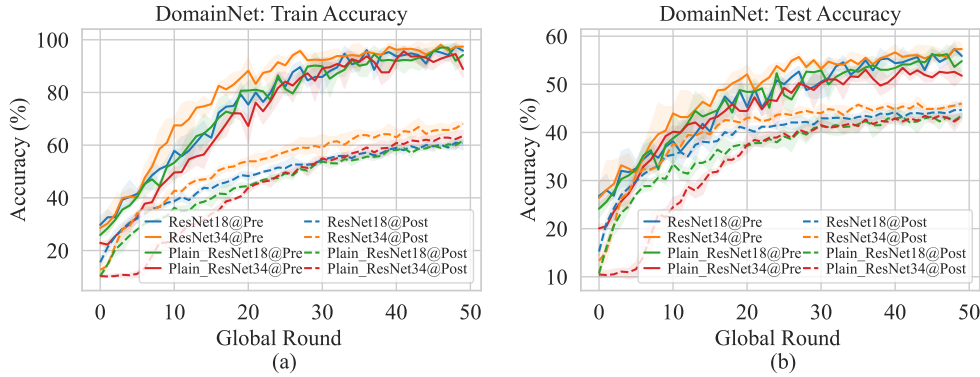 DomainNet: Train Accuracy
100
80
60
40
20
Accuracy (%)
ResNet18@Pre
ResNet34@Pre
Plain_ResNet18@Pre
Plain_ResNet34@Pre
ResNet18@Post
ResNet34@Post
Plain_ResNet18@Post
Plain_ResNet34@Post
0 10 20 30 40 50
Global Round
(a)
DomainNet: Test Accuracy
60
50
40
30
20
10
Accuracy (%)
ResNet18@Pre
ResNet34@Pre
Plain_ResNet18@Pre
Plain_ResNet34@Pre
ResNet18@Post
ResNet34@Post
Plain_ResNet18@Post
Plain_ResNet34@Post
0 10 20 30 40 50
Global Round
(b)